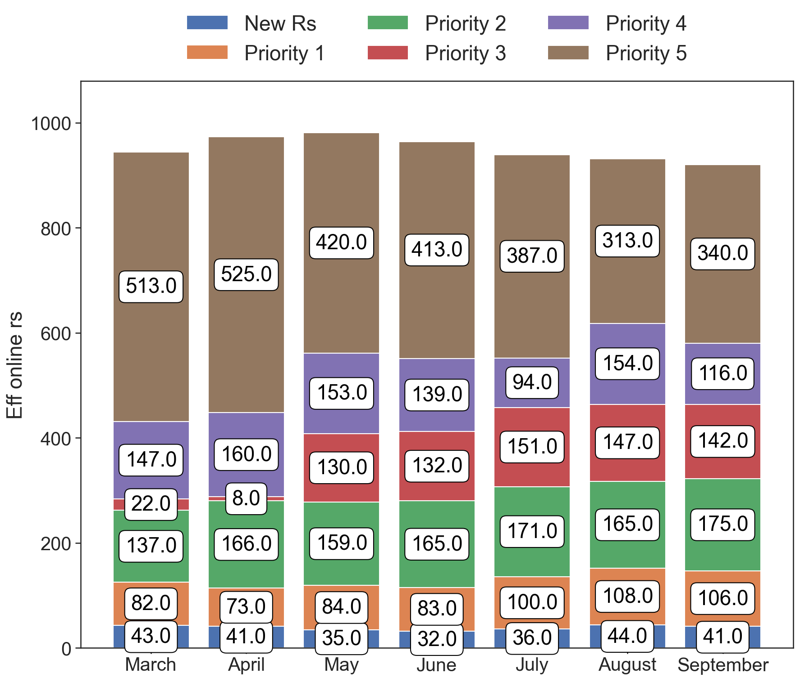 New Rs Priority 2 Priority 4
Priority 1 Priority 3 Priority 5
Eff online rs
1000
800
600
400
200
0
513.0 525.0 420.0 413.0 387.0 313.0 340.0
147.0 160.0 153.0 139.0 94.0 154.0 116.0
22.0 8.0 130.0 132.0 151.0 147.0 142.0
137.0 166.0 159.0 165.0 171.0 165.0 175.0
82.0 73.0 84.0 83.0 100.0 108.0 106.0
43.0 41.0 35.0 32.0 36.0 44.0 41.0
March April May June July August September